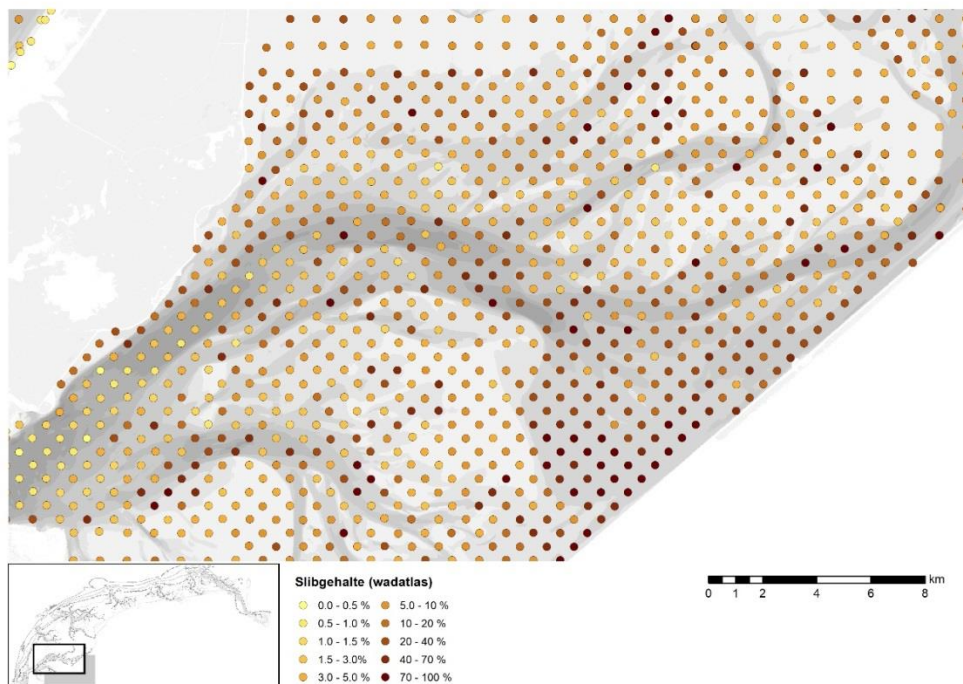 Slibgehalte (wadatlas)
0.0 - 0.5 %
0.5 - 1.0 %
1.0 - 1.5 %
1.5 - 3.0%
3.0 - 5.0 %
5.0 - 10 %
10 - 20 %
20 - 40 %
40 - 70 %
70 - 100 %
km
0 1 2 4 6 8